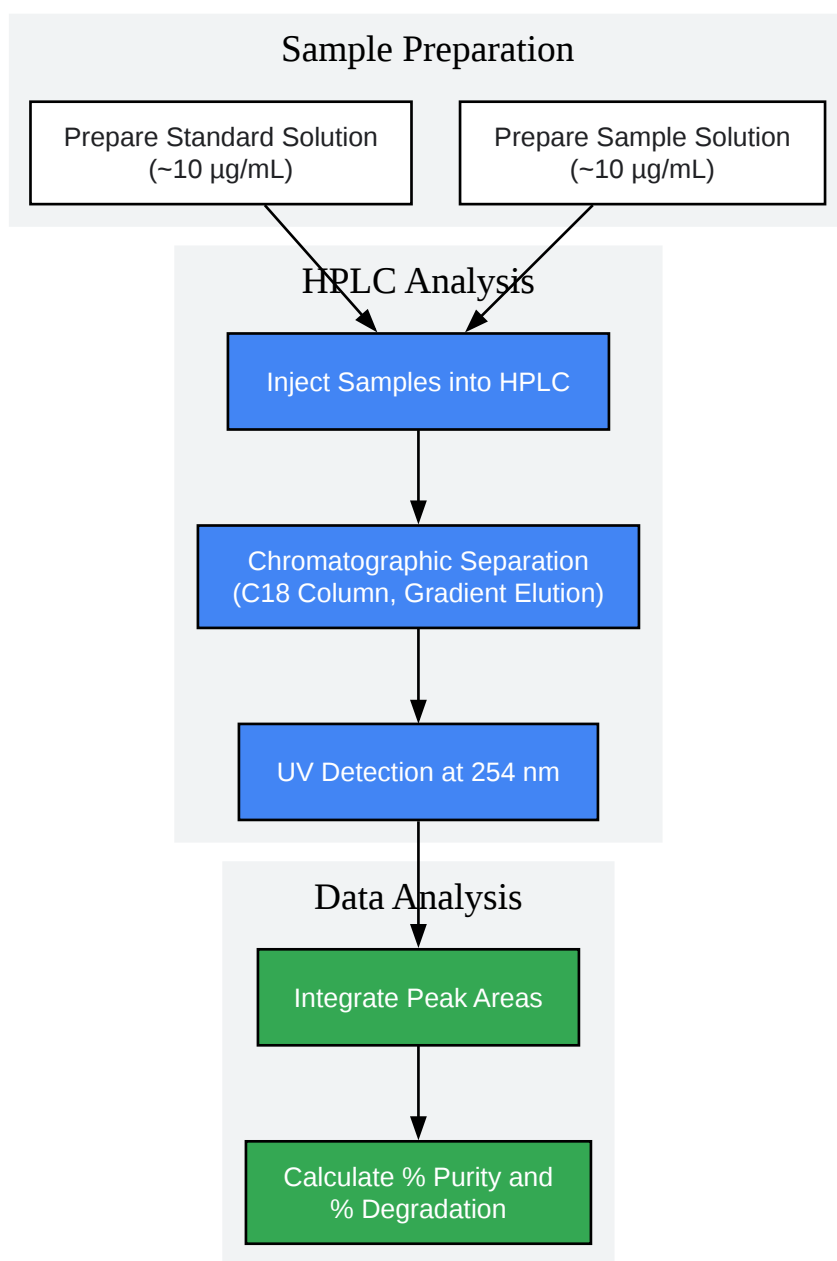 Sample Preparation
Prepare Standard Solution
(~10 µg/mL)
Prepare Sample Solution
(~10 µg/mL)
HPLC Analysis
Inject Samples into HPLC
Chromatographic Separation
(C18 Column, Gradient Elution)
UV Detection at 254 nm
Data Analysis
Integrate Peak Areas
Calculate % Purity and
% Degradation